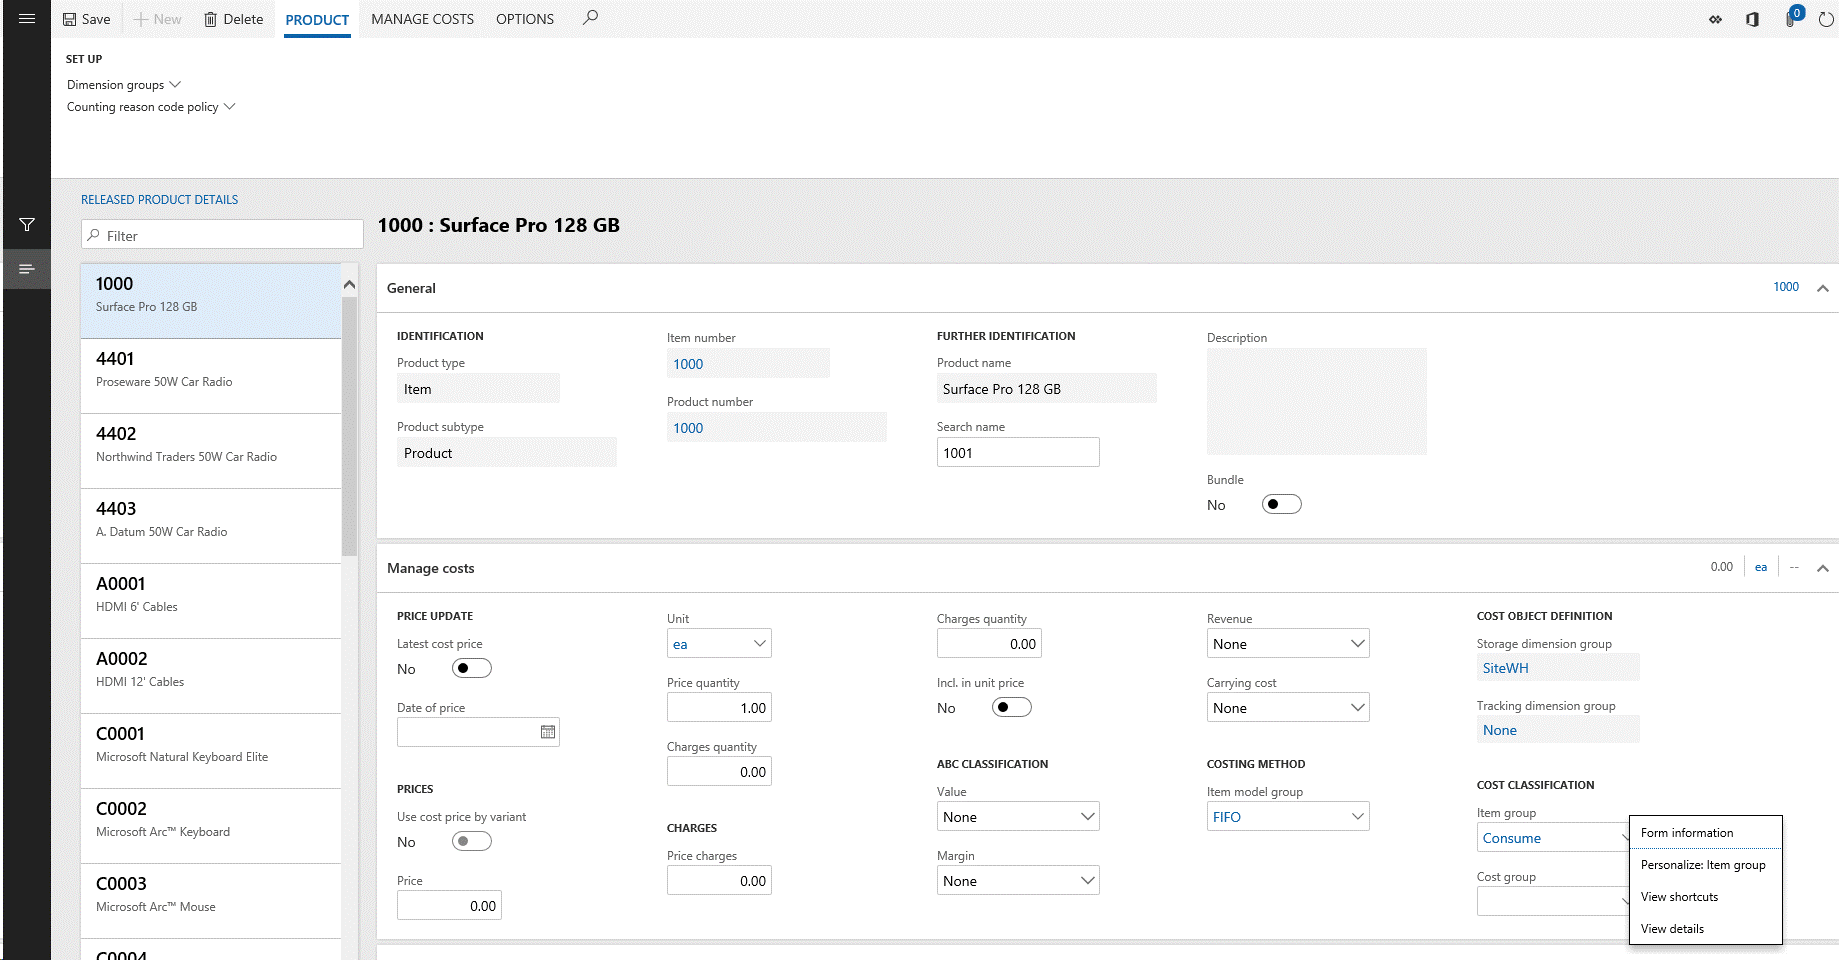 Save
New
Delete
PRODUCT
MANAGE COSTS
OPTIONS
0
SET UP
Dimension groups
Counting reason code policy
RELEASED PRODUCT DETAILS
Filter
1000
Surface Pro 128 GB
4401
Proseware 50W Car Radio
4402
Northwind Traders 50W Car Radio
4403
A. Datum 50W Car Radio
A0001
HDMI 6' Cables
A0002
HDMI 12' Cables
C0001
Microsoft Natural Keyboard Elite
C0002
Microsoft Arc™ Keyboard
C0003
Microsoft Arc™ Mouse
C0004
1000 : Surface Pro 128 GB
General
1000
IDENTIFICATION
Product type
Item
Product subtype
Product
Item number
1000
Product number
1000
FURTHER IDENTIFICATION
Product name
Surface Pro 128 GB
Search name
1001
Description
Bundle
No
Manage costs
0.00
ea
--
PRICE UPDATE
Latest cost price
No
Date of price
PRICES
Use cost price by variant
No
Price
0.00
Unit
ea
Price quantity
1.00
Charges quantity
0.00
CHARGES
Price charges
0.00
Charges quantity
0.00
Incl. in unit price
No
ABC CLASSIFICATION
Value
None
Margin
None
Revenue
None
Carrying cost
None
COSTING METHOD
Item model group
FIFO
COST OBJECT DEFINITION
Storage dimension group
SiteWH
Tracking dimension group
None
COST CLASSIFICATION
Item group
Consume
Cost group
Form information
Personalize: Item group
View shortcuts
View details